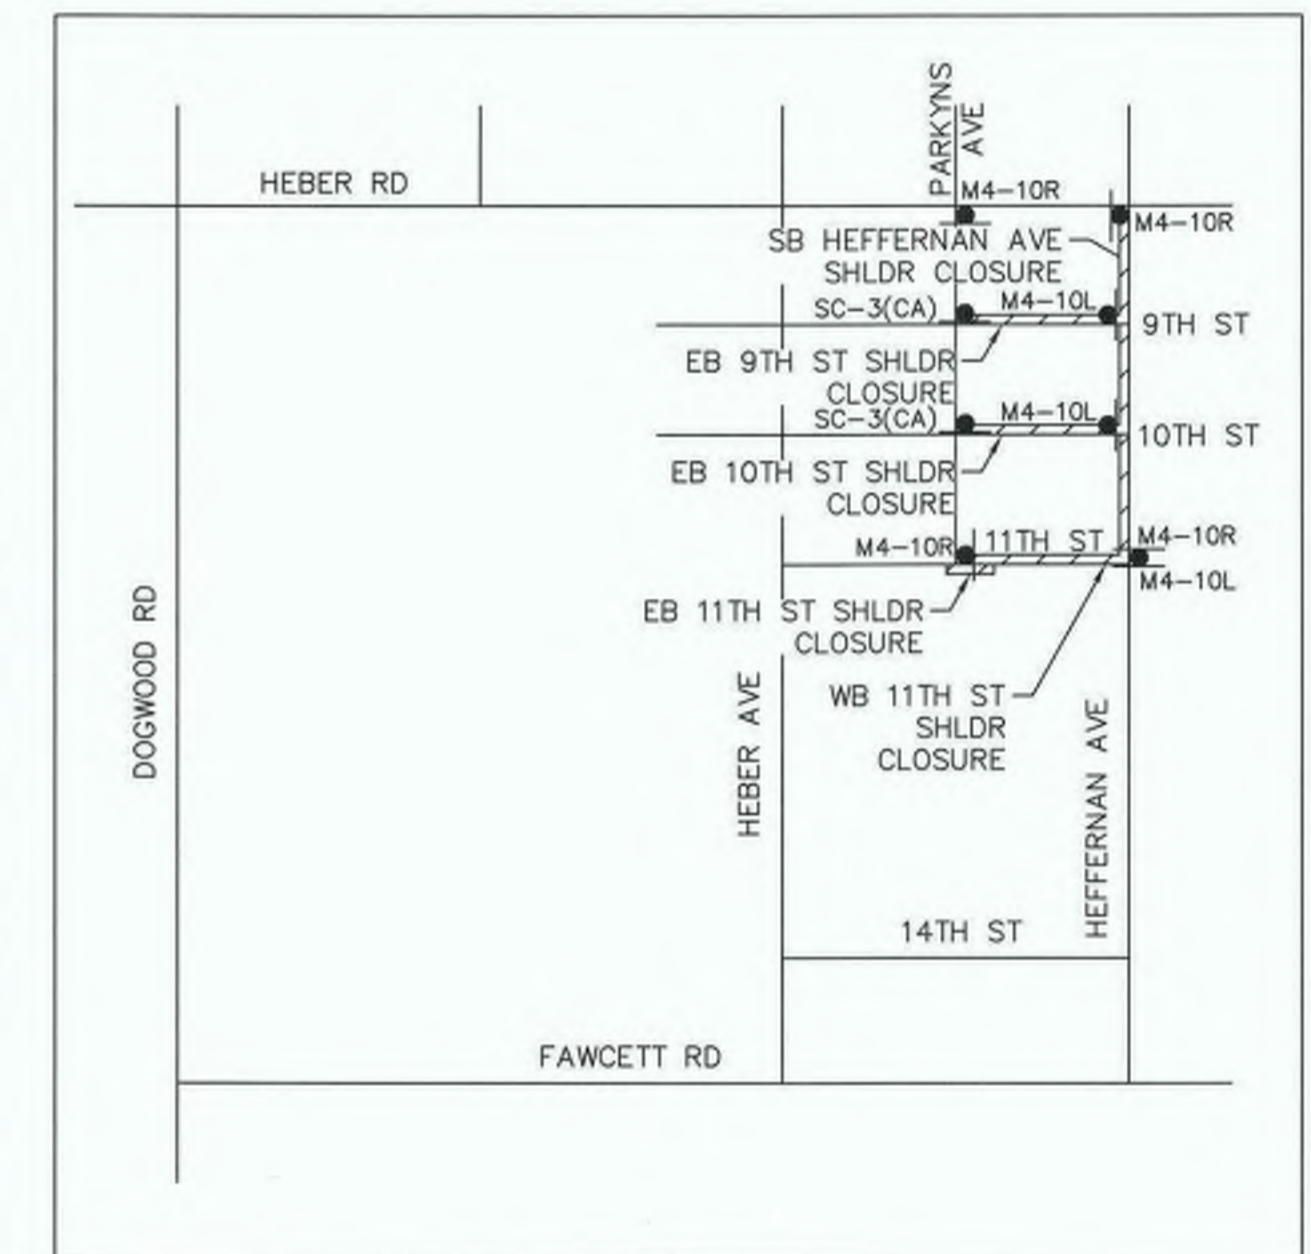 PARKYNS
AVE
HEBER RD
M4-10R
M4-10R
SB HEFFERNAN AVE
SHLDR CLOSURE
SC-3(CA)
M4-10L
9TH ST
EB 9TH ST SHLDR
CLOSURE
SC-3(CA)
M4-10L
10TH ST
EB 10TH ST SHLDR
CLOSURE
M4-10R
11TH ST
M4-10R
M4-10L
EB 11TH ST SHLDR
CLOSURE
DOGWOOD RD
HEBER AVE
WB 11TH ST
SHLDR
CLOSURE
HEFFERNAN AVE
14TH ST
FAWCETT RD